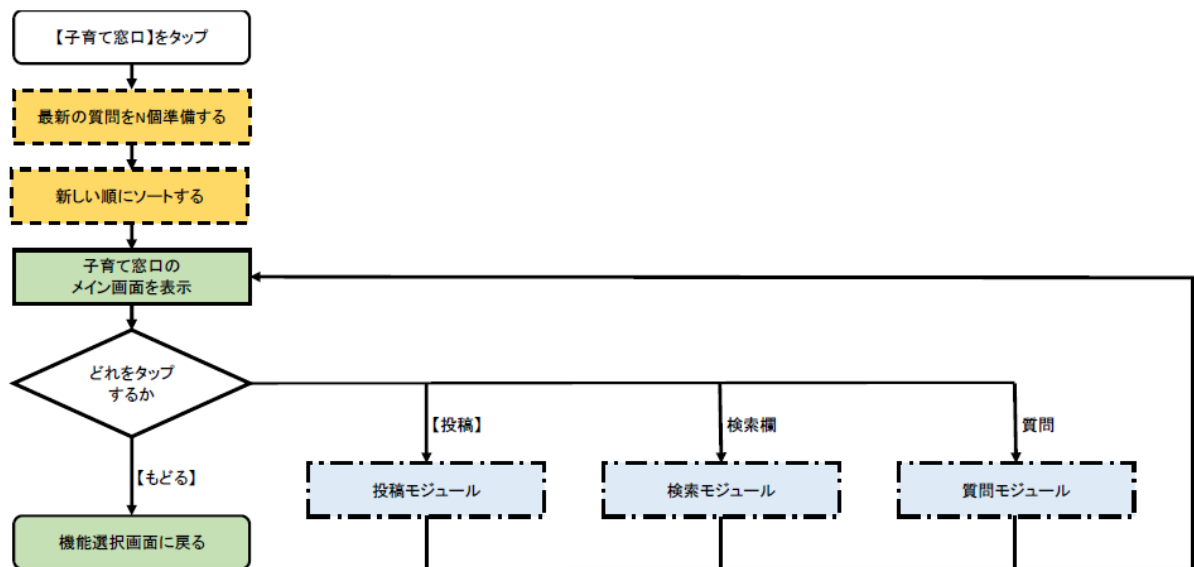 【子育て窓口】をタップ
最新の質問をN個準備する
新しい順にソートする
子育て窓口の
メイン画面を表示
どれをタップ
するか
【投稿】
検索欄
質問
【もどる】
投稿モジュール
検索モジュール
質問モジュール
機能選択画面に戻る